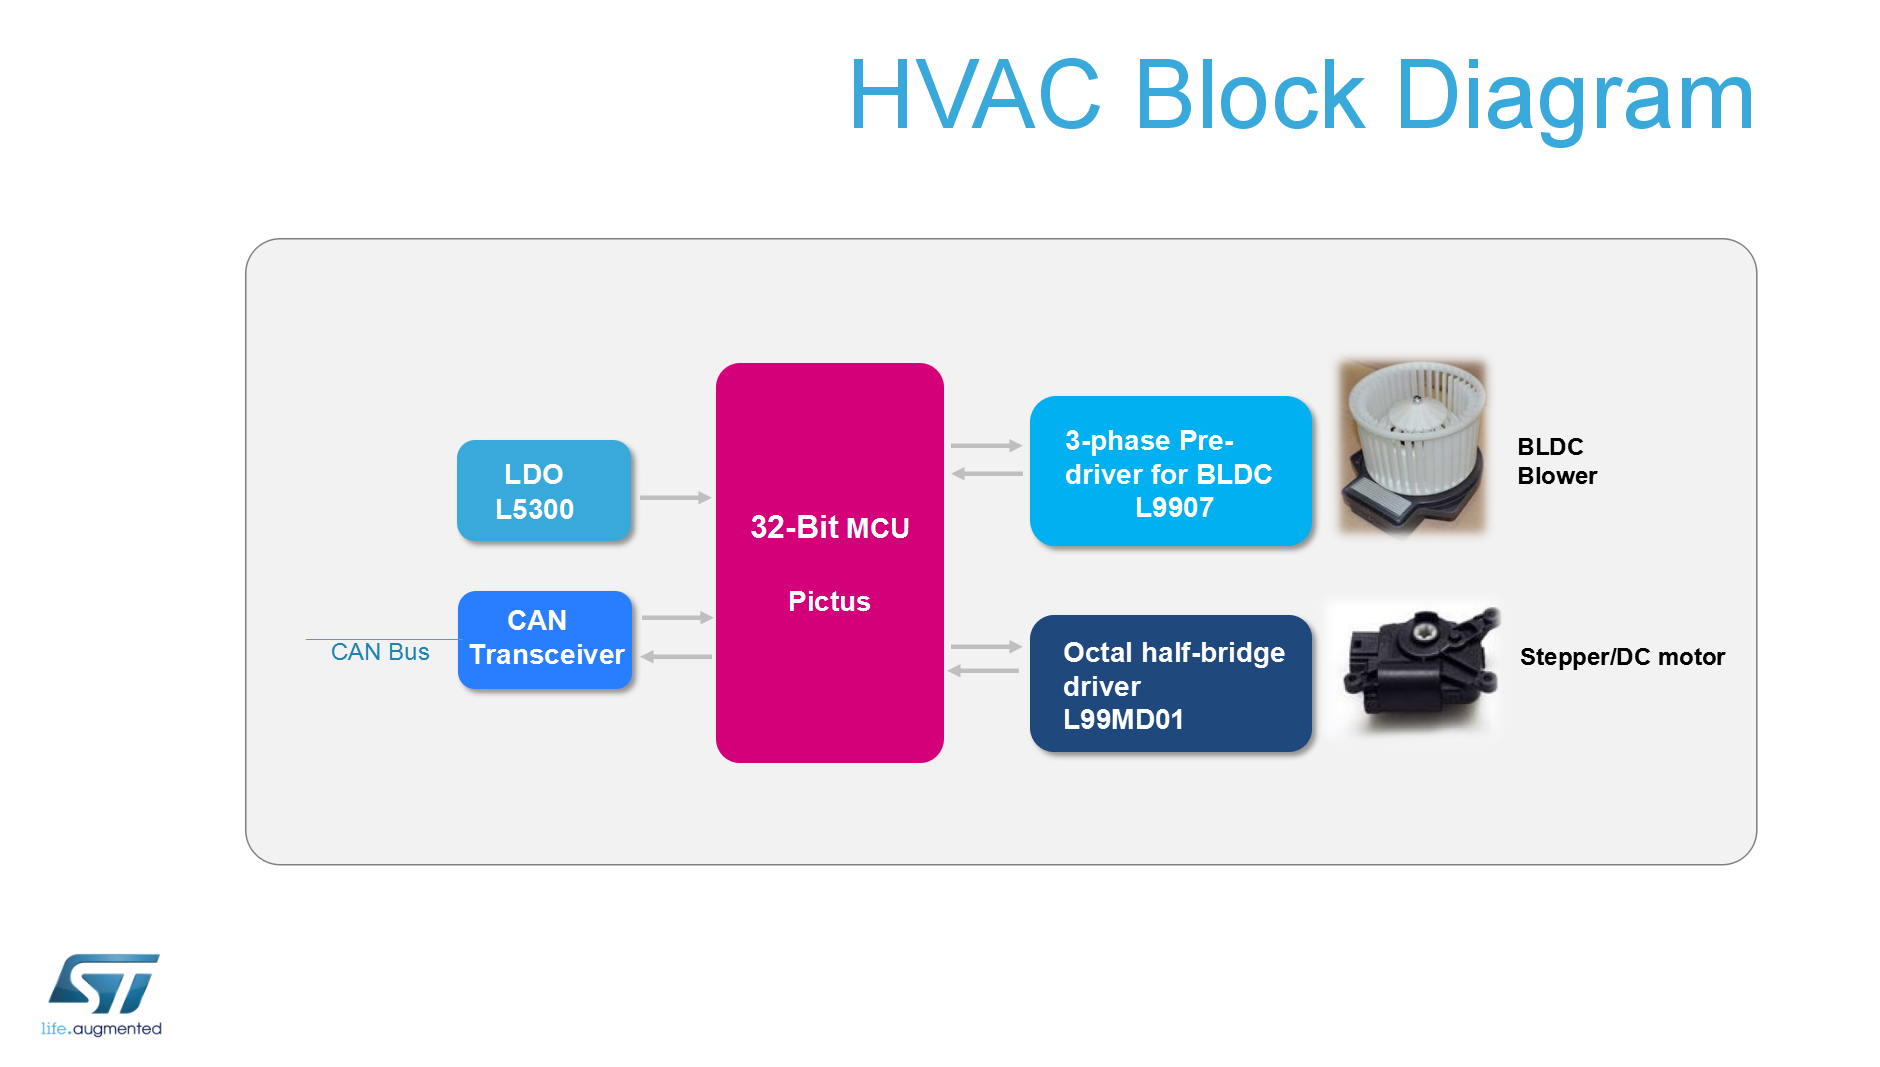 HVAC Block Diagram
LDO
L5300
CAN
Transceiver
CAN Bus
32-Bit MCU
Pictus
3-phase Pre-
driver for BLDC
L9907
BLDC
Blower
Octal half-bridge
driver
L99MD01
Stepper/DC motor
ST
life.augmented